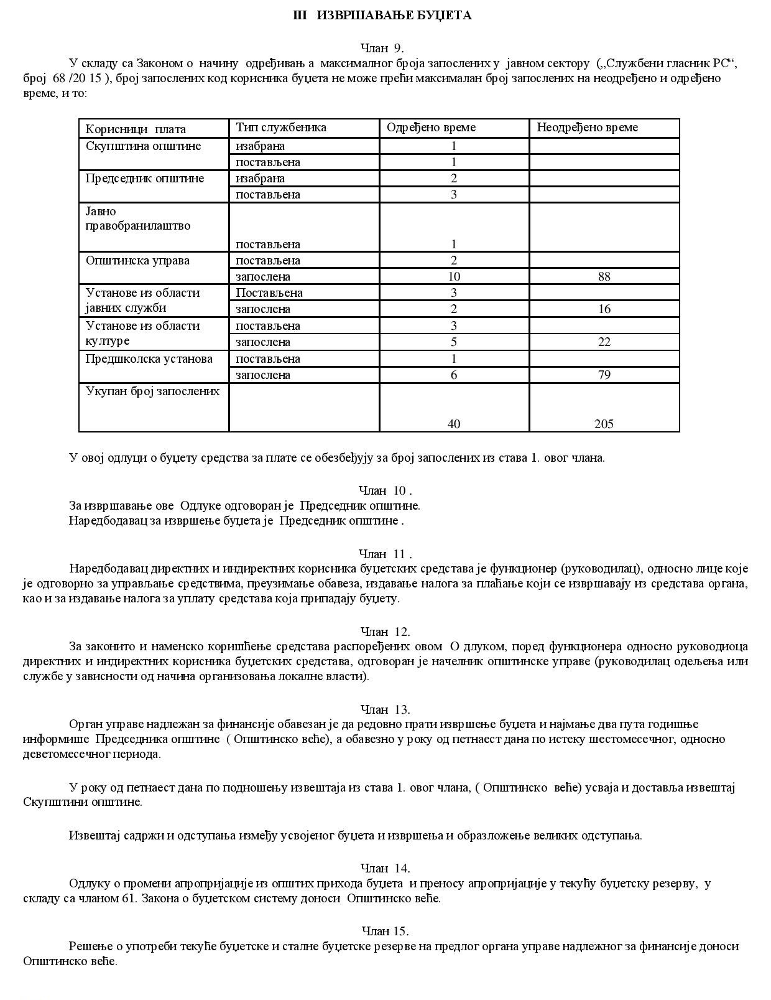 III ИЗВРШАВАЊЕ БУЏЕТА
Члан 9.
У складу са Законом о начину одређивањ а максималног броја запослених у јавном сектору („Службени гласник РС“,
број 68 /20 15 ), број запослених код корисника буџета не може прећи максималан број запослених на неодређено и одређено
време, и то:
Корисници плата Тип службеника Одређено време Неодређено време
Скупштина општине изабрана 1
постављена 1
Председник општине изабрана 2
постављена 3
Јавно
правобранилаштво
постављена 1
Општинска управа постављена 2
запослена 10 88
Установе из области Постављена 3
јавних служби запослена 2 16
Установе из области постављена 3
културе запослена 5 22
Предшколска установа постављена 1
запослена 6 79
Укупан број запослених
40 205
У овој одлуци о буџету средства за плате се обезбеђују за број запослених из става 1. овог члана.
Члан 10 .
За извршавање ове Одлуке одговоран је Председник општине.
Наредбодавац за извршење буџета је Председник општине .
Члан 11 .
Наредбодавац директних и индиректних корисника буџетских средстава је функционер (руководилац), односно лице које
је одговорно за управљање средствима, преузимање обавеза, издавање налога за плаћање који се извршавају из средстава органа,
као и за издавање налога за уплату средстава која припадају буџету.
Члан 12.
За законито и наменско коришћење средстава распоређених овом О длуком, поред функционера односно руководиоца
директних и индиректних корисника буџетских средстава, одговоран је начелник општинске управе (руководилац одељења или
службе у зависности од начина организовања локалне власти).
Члан 13.
Орган управе надлежан за финансије обавезан је да редовно прати извршење буџета и најмање два пута годишње
информише Председника општине ( Општинско веће), а обавезно у року од петнаест дана по истеку шестомесечног, односно
деветомесечног периода.
У року од петнаест дана по подношењу извештаја из става 1. овог члана, ( Општинско веће) усваја и доставља извештај
Скупштини општине.
Извештај садржи и одступања између усвојеног буџета и извршења и образложење великих одступања.
Члан 14.
Одлуку о промени апропријације из општих прихода буџета и преносу апропријације у текућу буџетску резерву, у
складу са чланом 61. Закона о буџетском систему доноси Општинско веће.
Члан 15.
Решење о употреби текуће буџетске и сталне буџетске резерве на предлог органа управе надлежног за финансије доноси
Општинско веће.